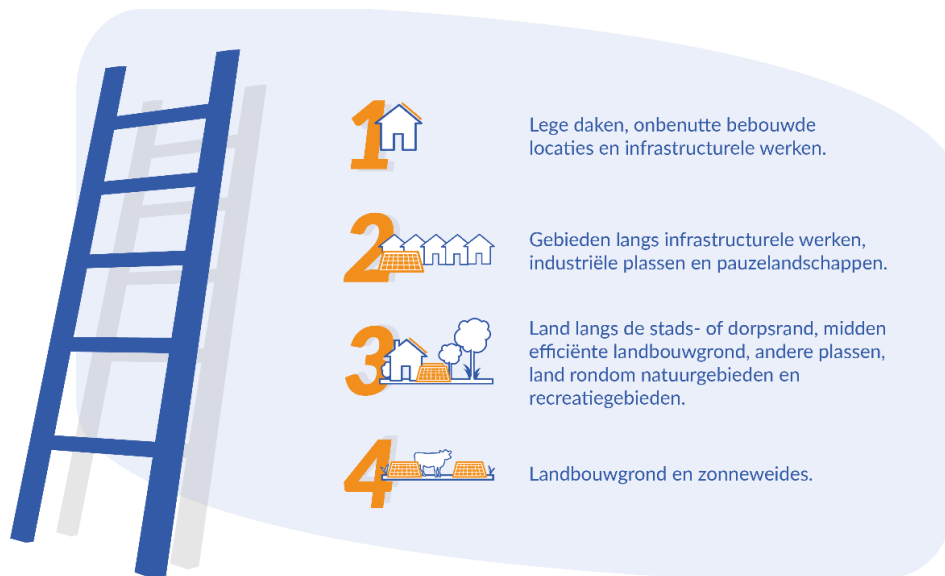 1
Lege daken, onbenutte bebouwde
locaties en infrastructurele werken.
2
Gebieden langs infrastructurele werken,
industriële plassen en pauzelandschappen.
3
Land langs de stads- of dorpsrand, midden
efficiënte landbouwgrond, andere plassen,
land rondom natuurgebieden en
recreatiegebieden.
4
Landbouwgrond en zonneweides.